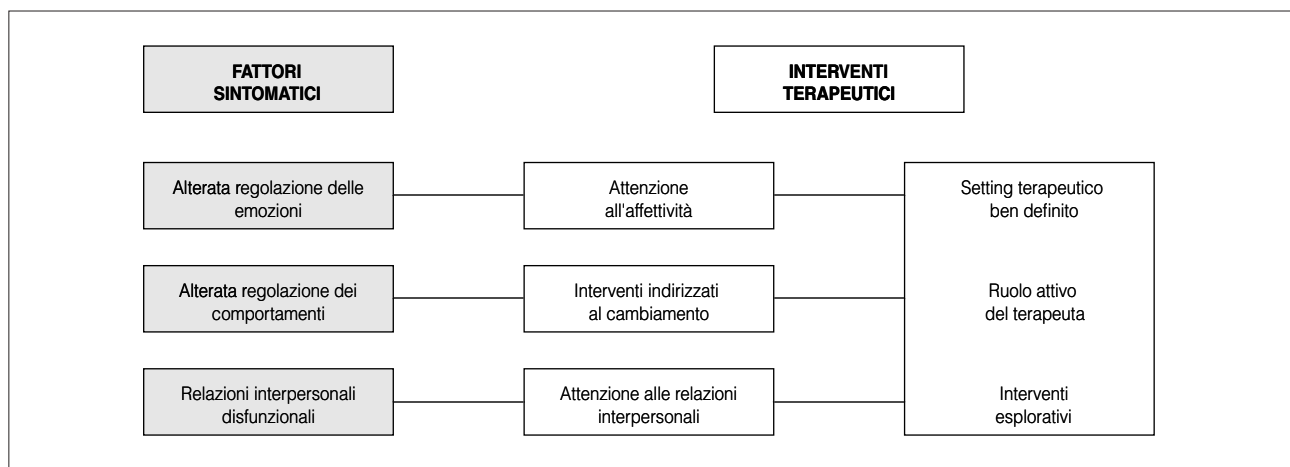 FATTORI
SINTOMATICI
INTERVENTI
TERAPEUTICI
Alterata regolazione delle
emozioni
Attenzione
all'affettività
Setting terapeutico
ben definito
Alterata regolazione dei
comportamenti
Interventi indirizzati
al cambiamento
Ruolo attivo
del terapeuta
Relazioni interpersonali
disfunzionali
Attenzione alle relazioni
interpersonali
Interventi
esplorativi